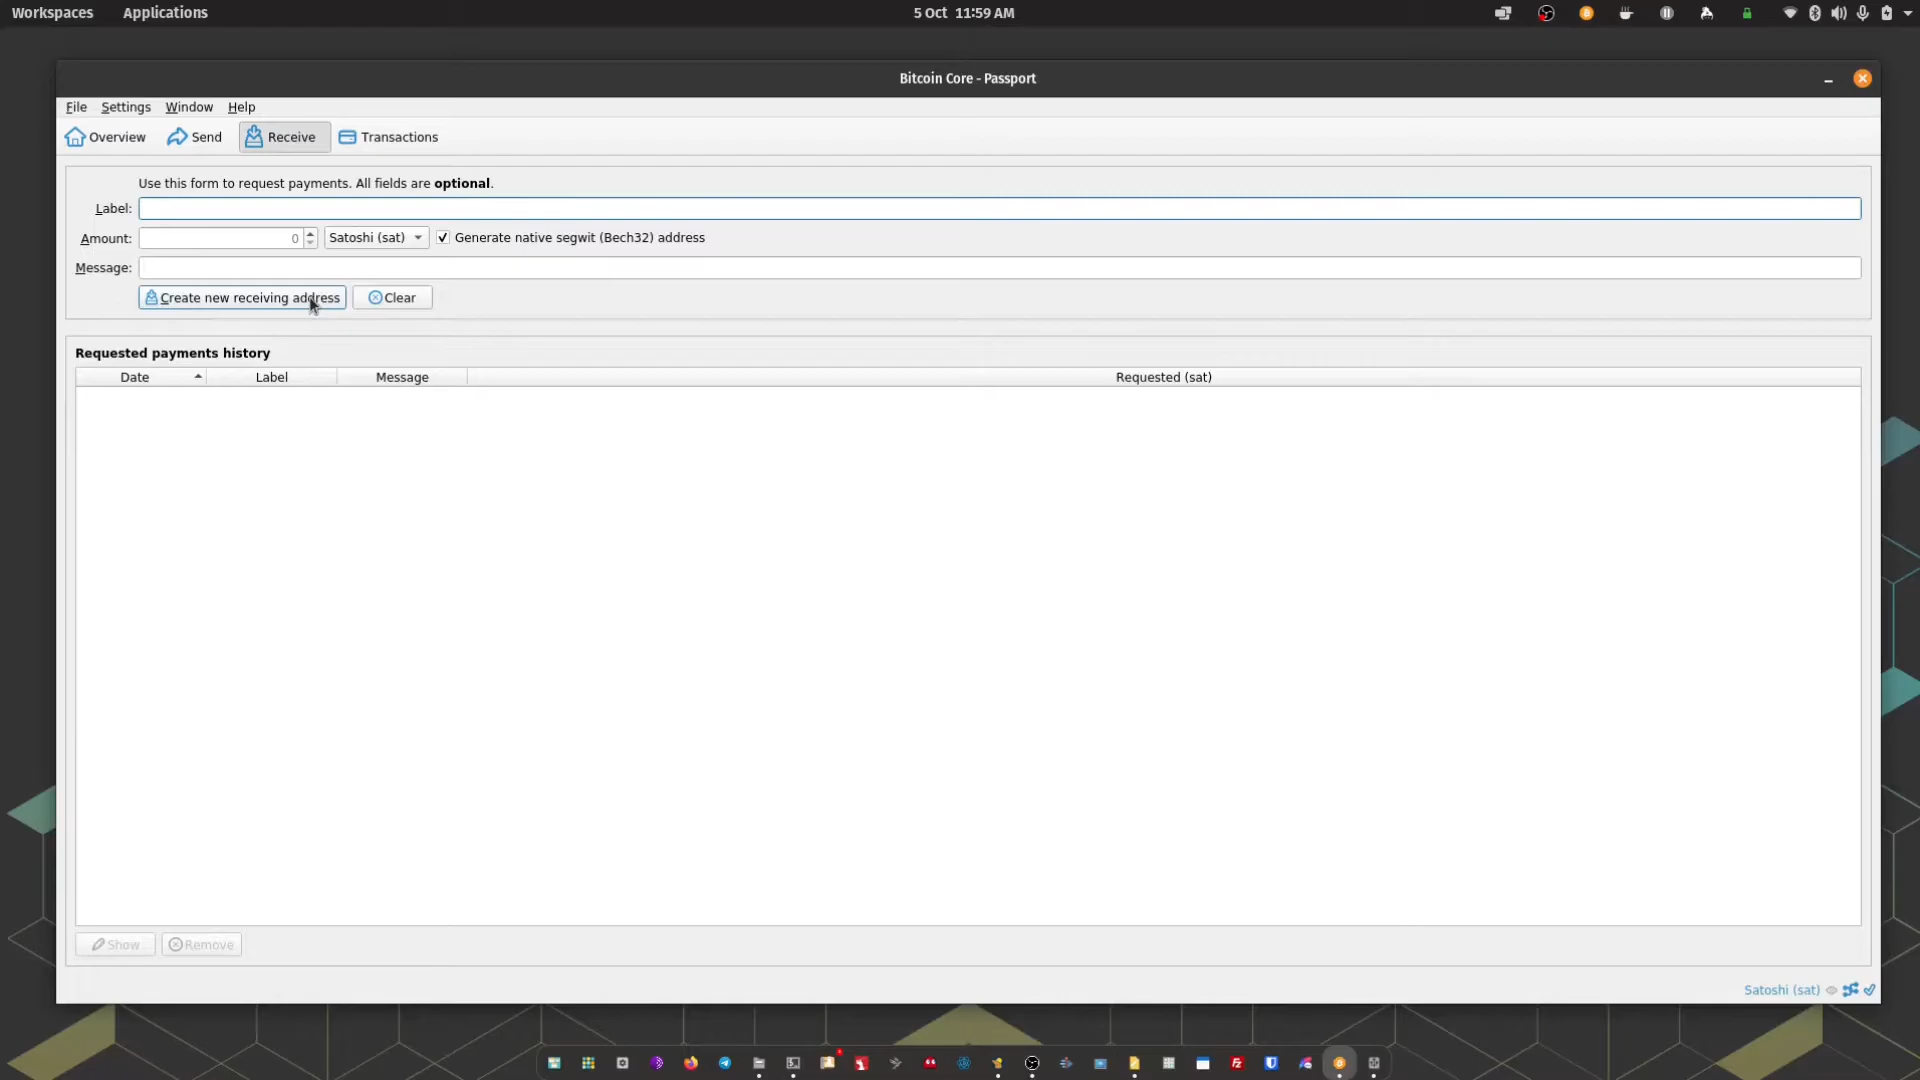 Workspaces Applications 5 Oct 11:59 AM
Bitcoin Core - Passport
File Settings Window Help
Overview Send Receive Transactions
Use this form to request payments. All fields are optional.
Label:
Amount: 0 Satoshi (sat) Generate native segwit (Bech32) address
Message:
Create new receiving address Clear
Requested payments history
Date Label Message Requested (sat)
Show Remove
Satoshi (sat)